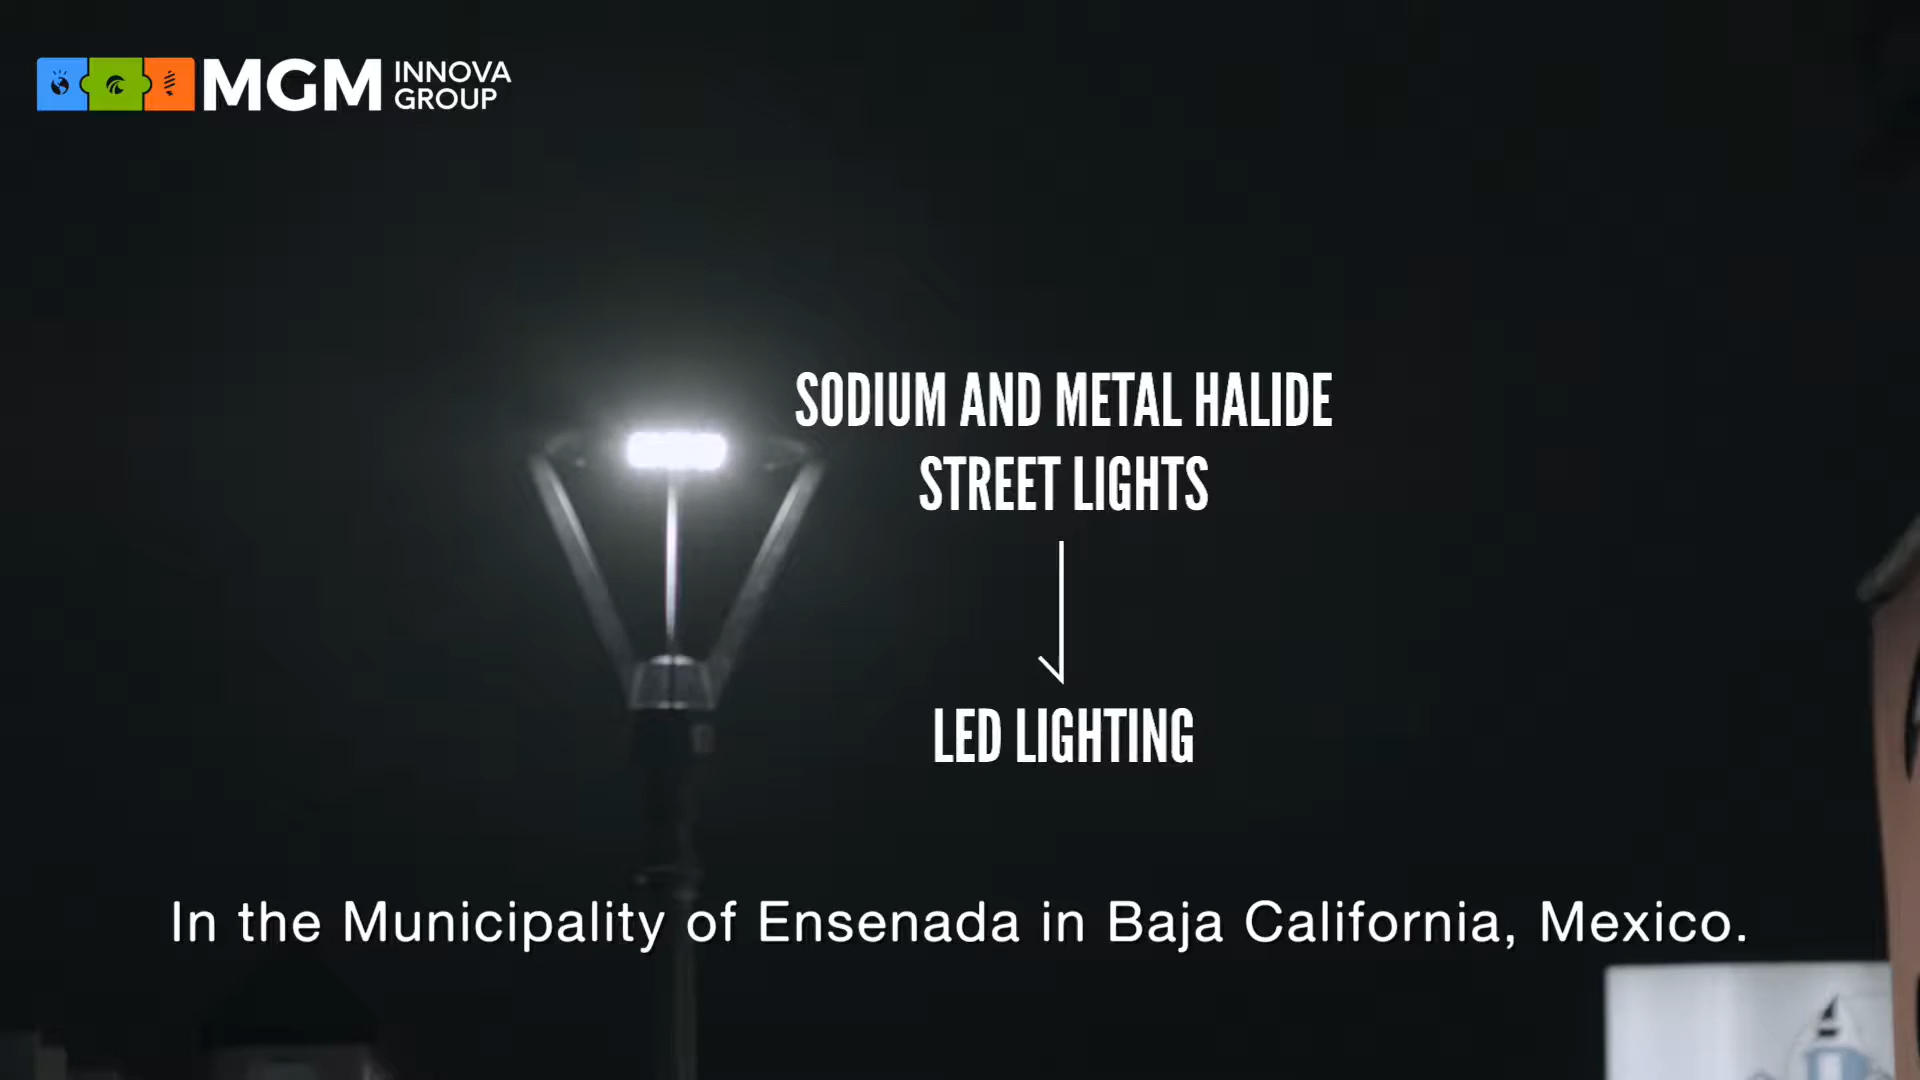 MGM INNOVA
GROUP
SODIUM AND METAL HALIDE
STREET LIGHTS
LED LIGHTING
In the Municipality of Ensenada in Baja California, Mexico.